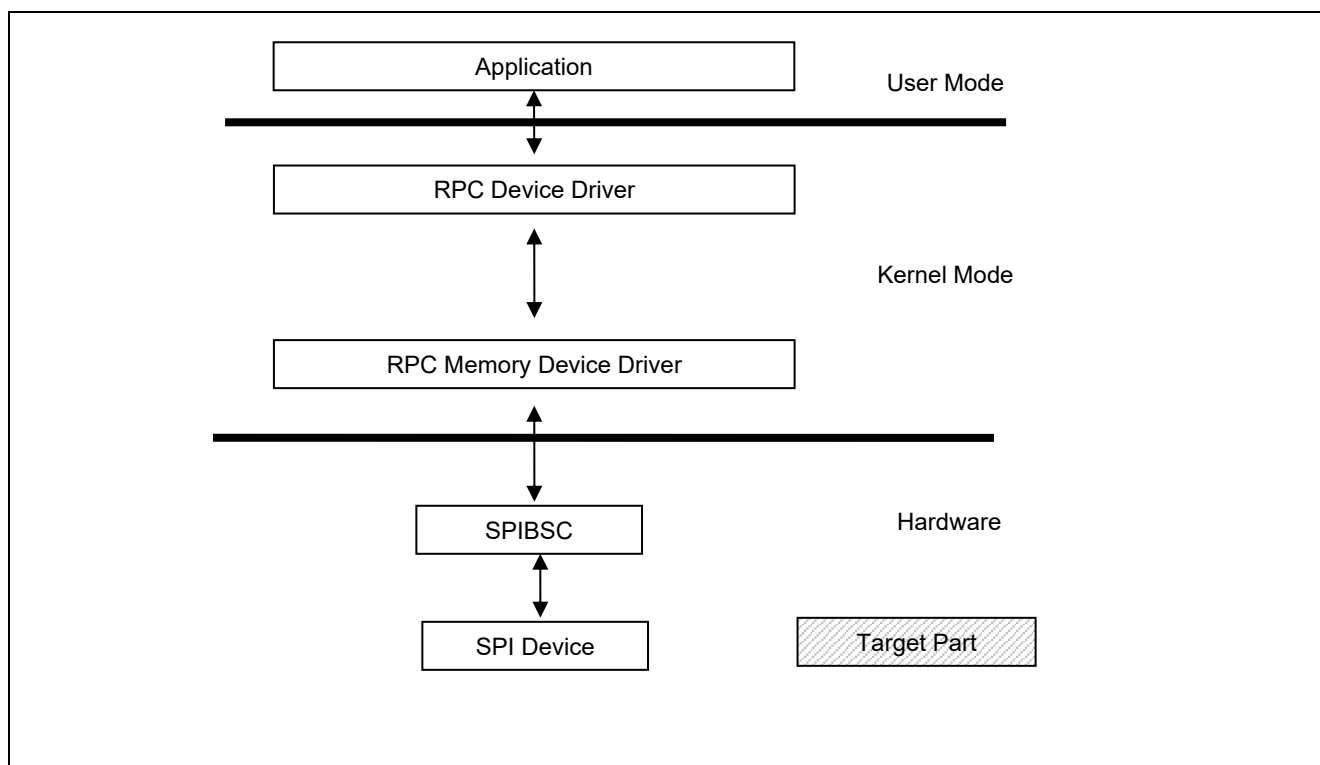 Application
User Mode
RPC Device Driver
Kernel Mode
RPC Memory Device Driver
SPIBSC
Hardware
SPI Device
Target Part